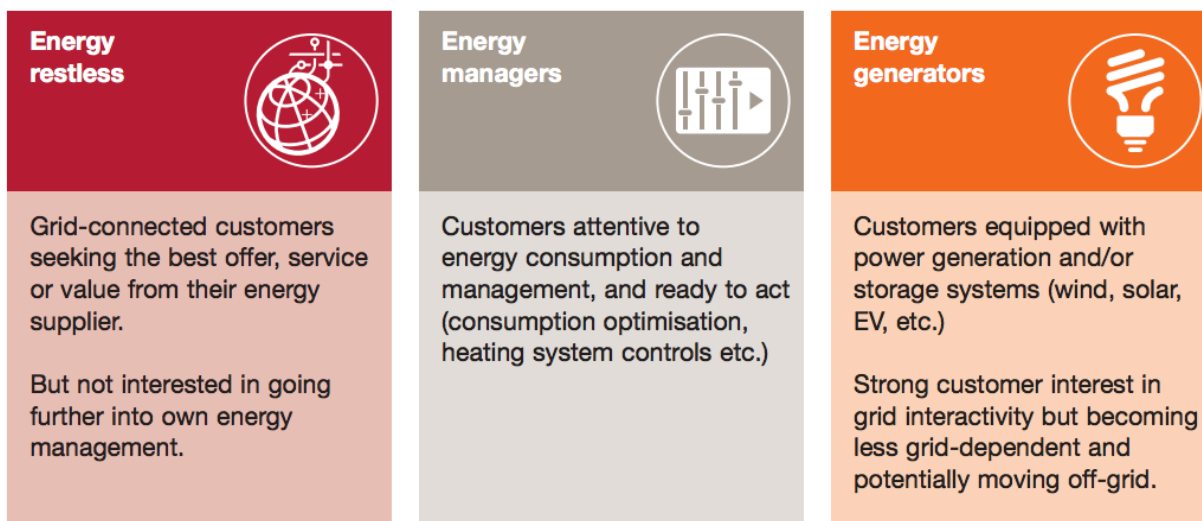 Energy
restless
Grid-connected customers
seeking the best offer, service
or value from their energy
supplier.
But not interested in going
further into own energy
management.
Energy
managers
Customers attentive to
energy consumption and
management, and ready to act
(consumption optimisation,
heating system controls etc.)
Energy
generators
Customers equipped with
power generation and/or
storage systems (wind, solar,
EV, etc.)
Strong customer interest in
grid interactivity but becoming
less grid-dependent and
potentially moving off-grid.